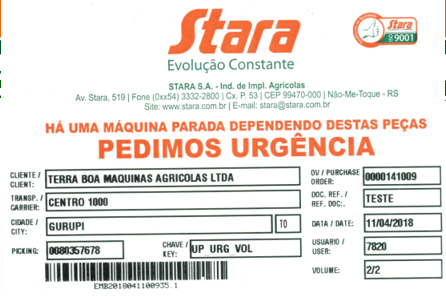 Stara
Evolução Constante
Stara
9001
STARA S.A. - Ind. de Impl. Agrícolas
Av. Stara, 519 | Fone (0xx54) 3332-2800 | Cx. P. 53 | CEP 99470-000 | Não-Me-Toque - RS
Site: www.stara.com.br | E-mail: stara@stara.com.br
HÁ UMA MÁQUINA PARADA DEPENDENDO DESTAS PEÇAS
PEDIMOS URGÊNCIA
CLIENTE / CLIENT: TERRA BOA MAQUINAS AGRICOLAS LTDA
OV / PURCHASE ORDER: 0000141009
TRANSP. / CARRIER: CENTRO 1000
DOC. REF. / REF. DOC.: TESTE
CIDADE / CITY: GURUPI TO
DATA / DATE: 11/04/2018
PICKING: 0080357678
CHAVE / KEY: UP URG VOL
USUARIO / USER: 7820
VOLUME: 2/2
EMB2018041100935.1